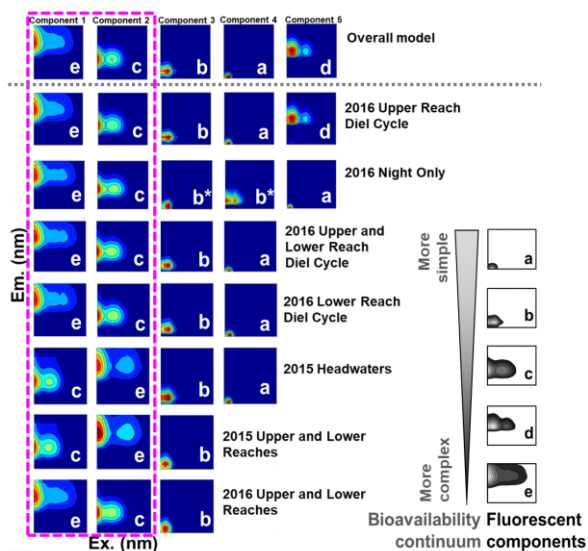 Component 1 Component 2 Component 3 Component 4 Component 5
e c b a d Overall model
e c b a d 2016 Upper Reach
Diel Cycle
e c b* b* a 2016 Night Only
e c b a 2016 Upper and
Lower Reach
Diel Cycle
e c b a 2016 Lower Reach
Diel Cycle
c e b a 2015 Headwaters
c e b 2015 Upper and Lower
Reaches
e c b 2016 Upper and Lower
Reaches
Em. (nm)
Ex. (nm)
More
simple
More
complex
a
b
c
d
e
Bioavailability
continuum
Fluorescent
components